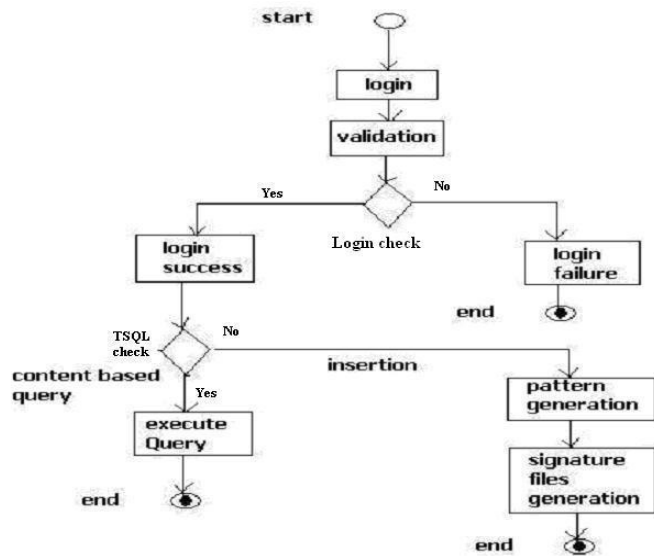 start
login
validation
Yes
No
Login check
login
success
login
failure
end
TSQL
check
No
content based
query
insertion
Yes
pattern
generation
execute
Query
signature
files
generation
end
end